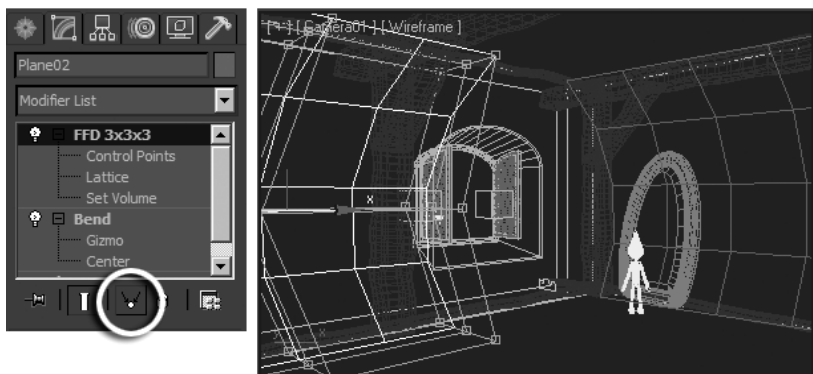 Plane02
Modifier List
FFD 3x3x3
Control Points
Lattice
Set Volume
Bend
Gizmo
Center
[ + ] [ Camera01 ] [ Wireframe ]
x